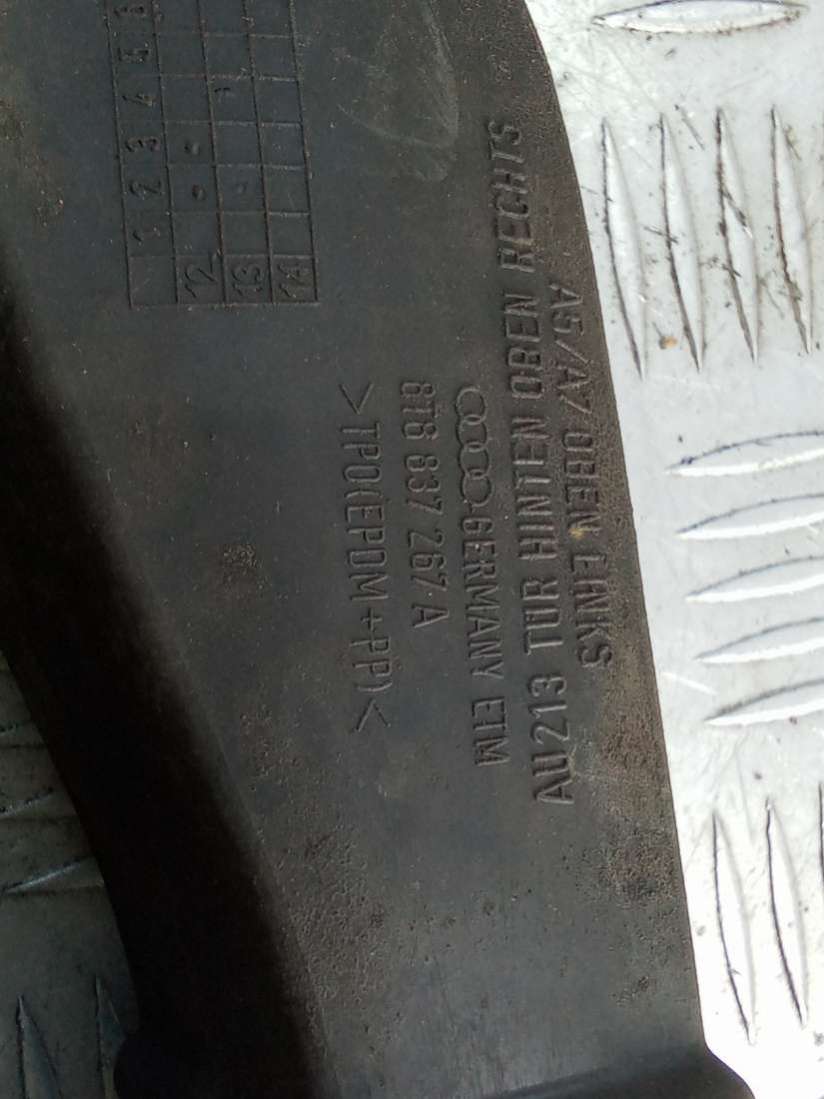 1 2 3 4 5
12
13
14
A5/A7 OBEN LINKS
AU213 TUR HINTEN OBEN RECHTS
GERMANY ETM
8T8 837 267 A
>TPO(EPDM+PP)<